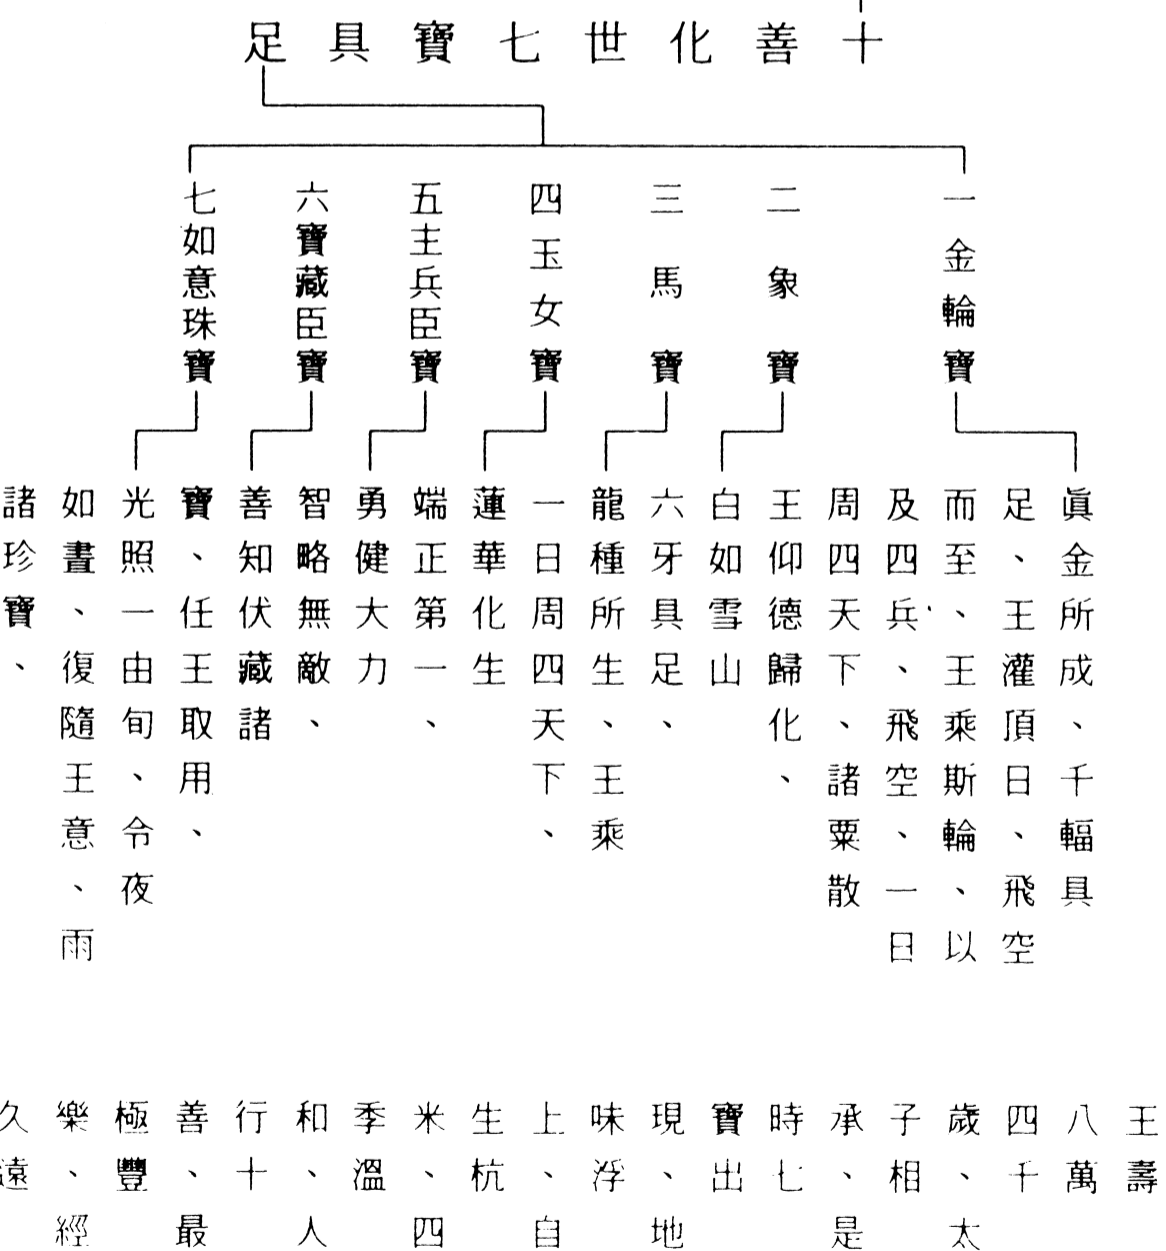 十善化世七寶具足
一金輪寶
二象寶
三馬寶
四玉女寶
五主兵臣寶
六寶藏臣寶
七如意珠寶
眞金所成、千輻具
足、王灌頂日、飛空
而至、王乘斯輪、以
及四兵、飛空、一日
周四天下、諸粟散
王仰德歸化、
白如雪山
六牙具足、
龍種所生、王乘
一日周四天下、
蓮華化生
端正第一、
勇健大力
智略無敵、
善知伏藏諸
寶、任王取用、
光照一由旬、令夜
如晝、復隨王意、雨
諸珍寶、
王壽
八萬
四千
歲、太
子相
承、是
時七
寶出
現、地
味浮
上、自
生杭
米、四
季溫
和、人
行十
善、最
極豐
樂、經
久遠